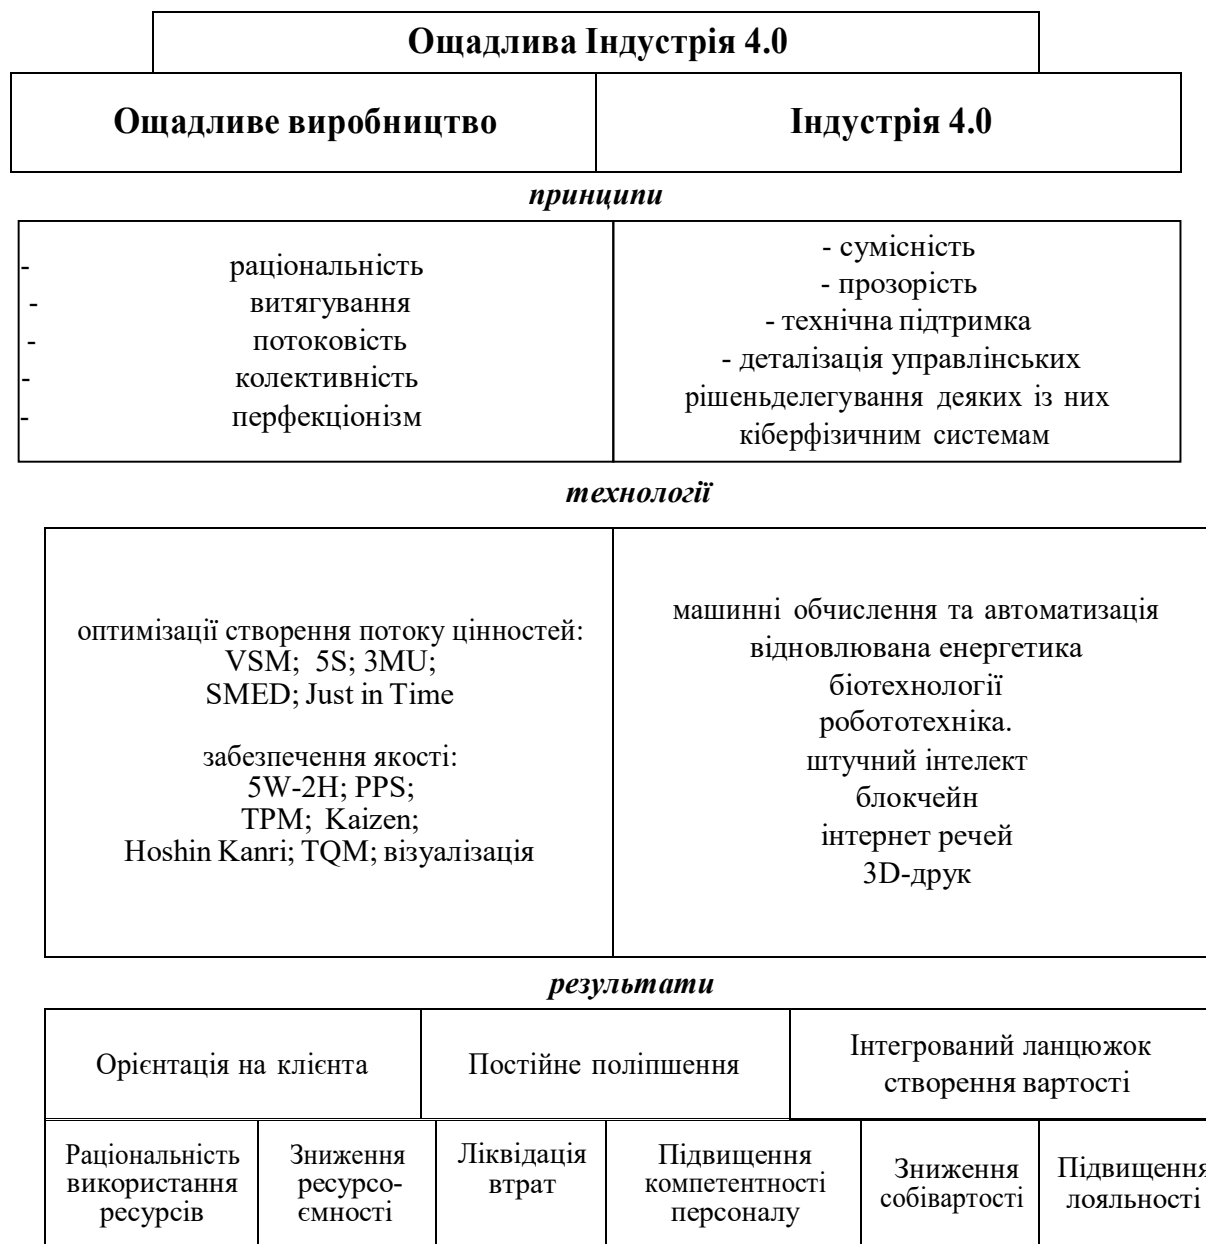 Ощадлива Індустрія 4.0
Ощадливе виробництво
Індустрія 4.0
принципи
- раціональність
- витягування
- потоковість
- колективність
- перфекціонізм
- сумісність
- прозорість
- технічна підтримка
- деталізація управлінських
рішеньделегування деяких із них
кіберфізичним системам
технології
оптимізації створення потоку цінностей:
VSM; 5S; 3MU;
SMED; Just in Time
забезпечення якості:
5W-2H; PPS;
TPM; Kaizen;
Hoshin Kanri; TQM; візуалізація
машинні обчислення та автоматизація
відновлювана енергетика
біотехнології
робототехніка.
штучний інтелект
блокчейн
інтернет речей
3D-друк
результати
Орієнтація на клієнта
Постійне поліпшення
Інтегрований ланцюжок
створення вартості
Раціональність
використання
ресурсів
Зниження
ресурсо-
ємності
Ліквідація
втрат
Підвищення
компетентності
персоналу
Зниження
собівартості
Підвищення
лояльності